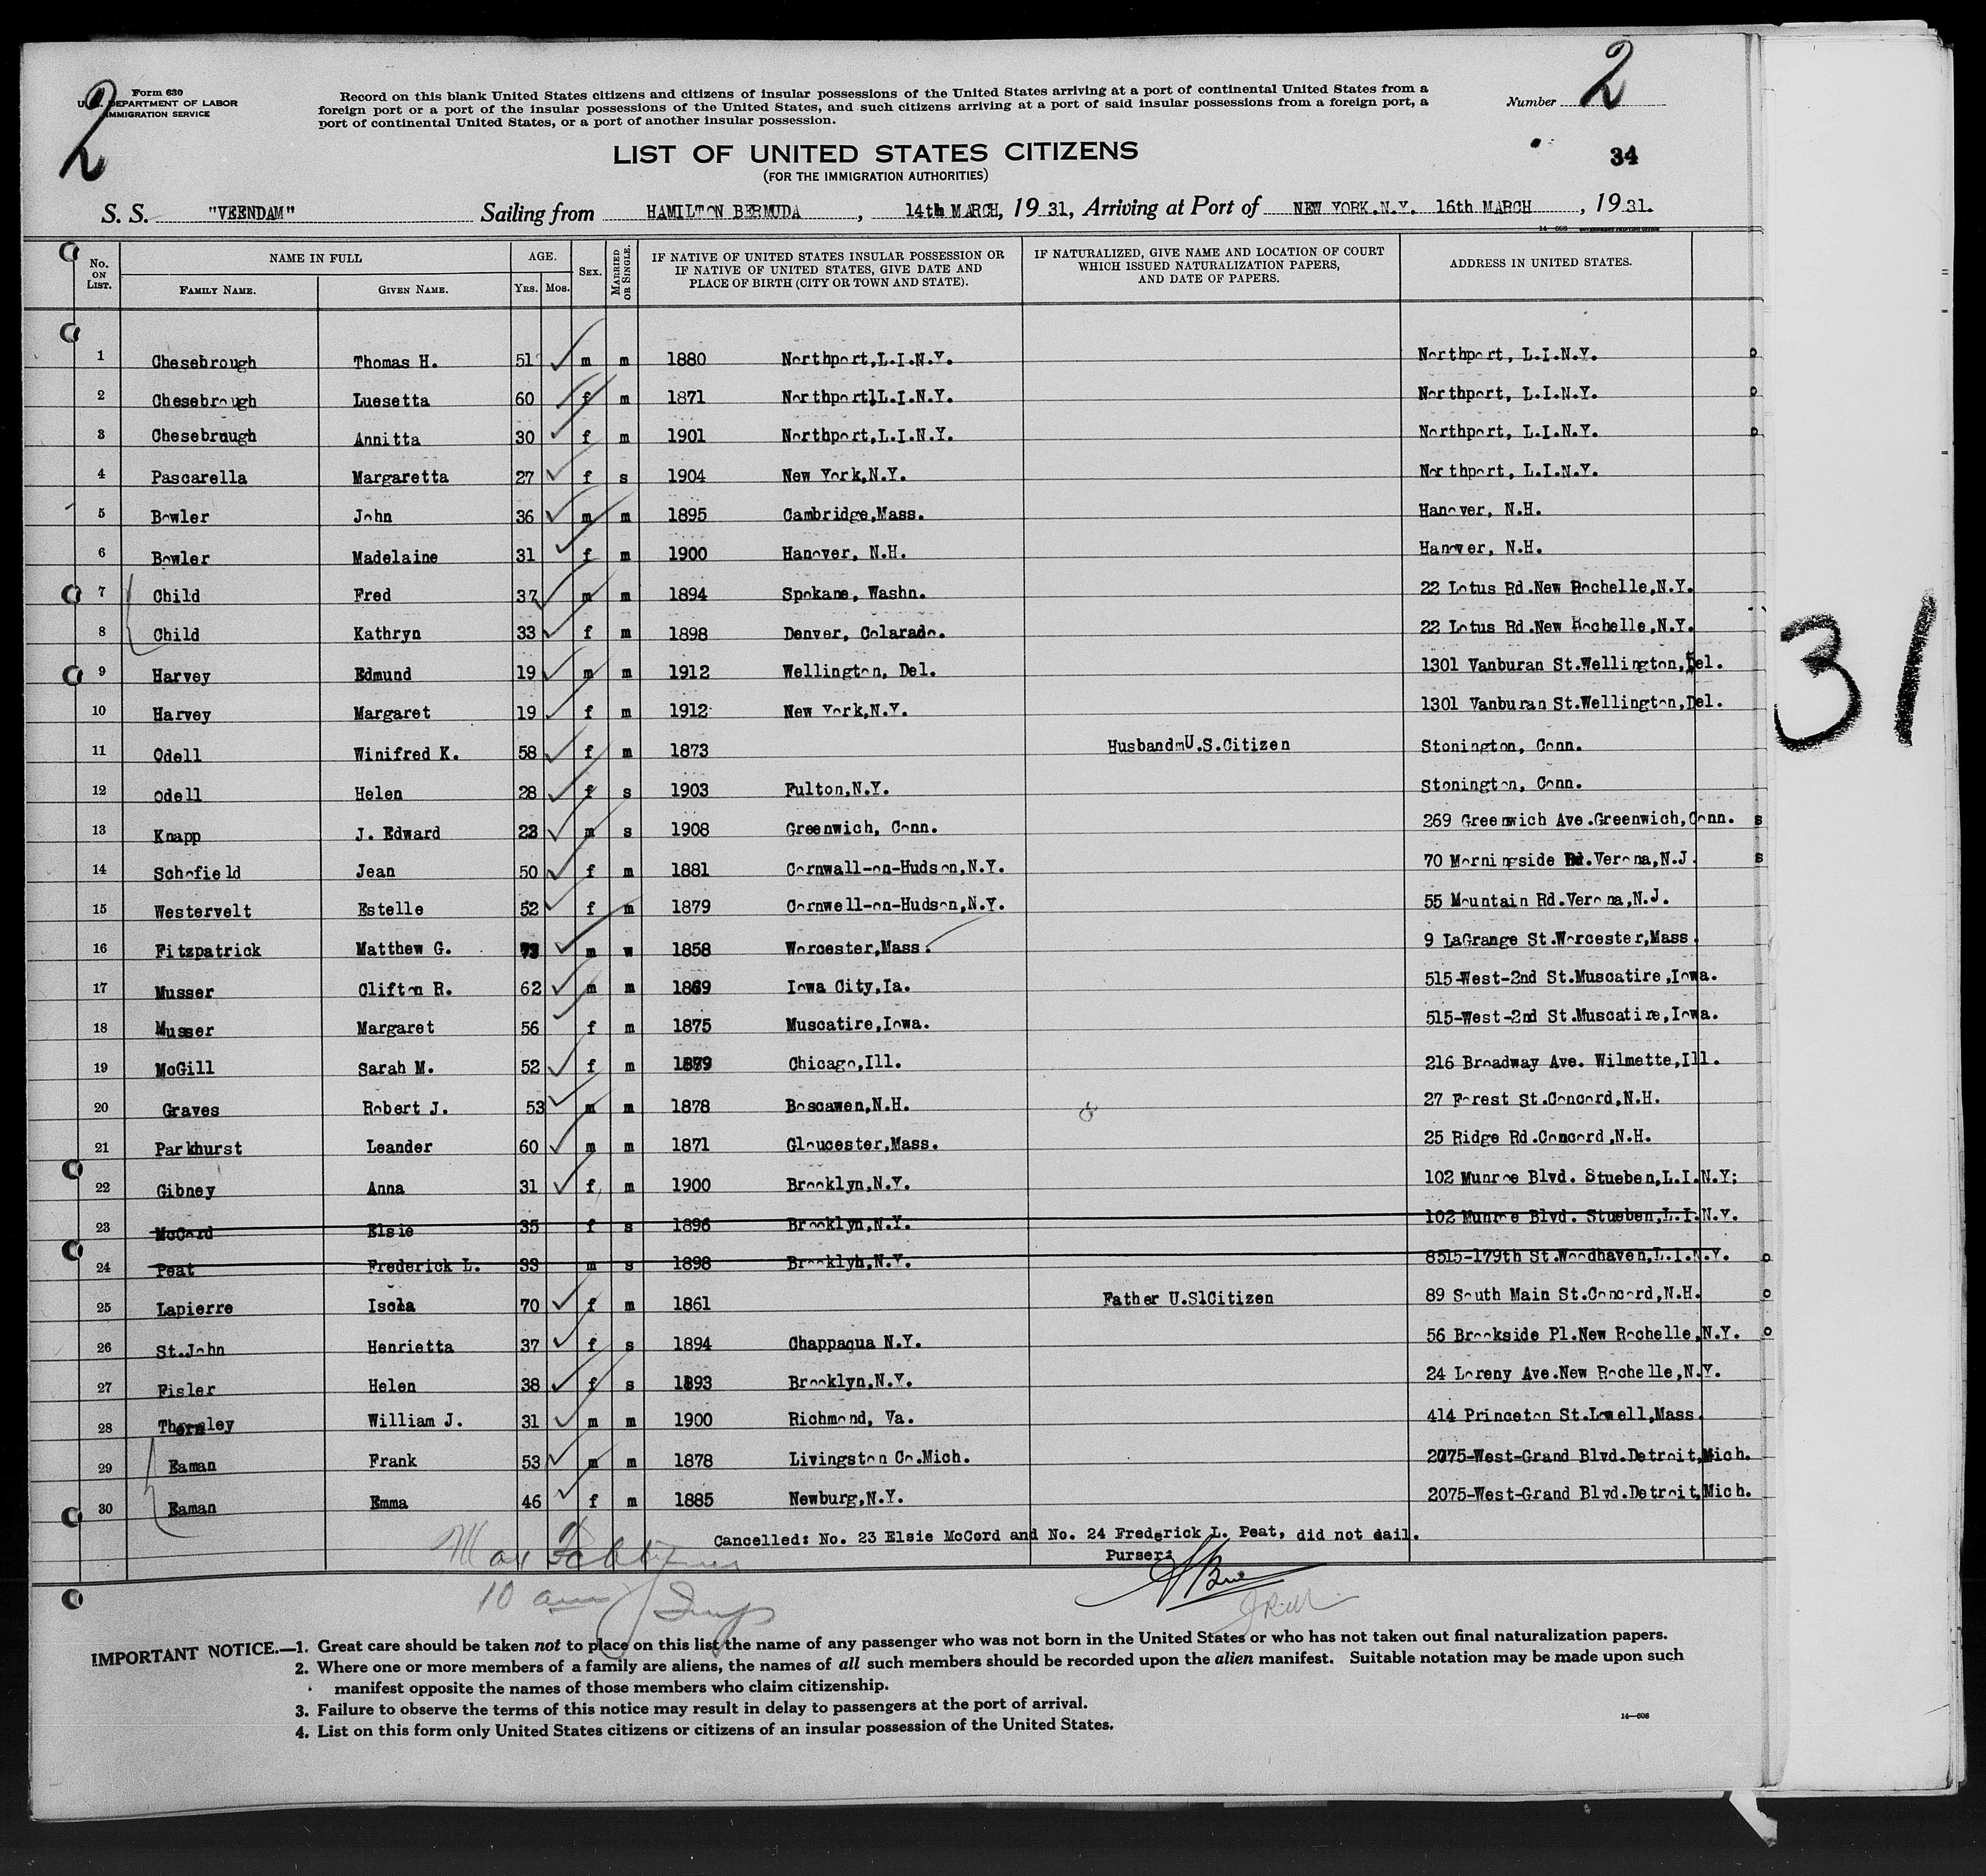 2
Form 630
U.S. DEPARTMENT OF LABOR
IMMIGRATION SERVICE
Record on this blank United States citizens and citizens of insular possessions of the United States arriving at a port of continental United States from a
foreign port or a port of the insular possessions of the United States, and such citizens arriving at a port of said insular possessions from a foreign port, a
port of continental United States, or a port of another insular possession.
Number 2
LIST OF UNITED STATES CITIZENS
(FOR THE IMMIGRATION AUTHORITIES)
34
S. S. "VEENDAM" Sailing from HAMILTON BERMUDA, 14th MARCH, 1931, Arriving at Port of NEW YORK.N.Y. 16th MARCH, 1931.
No. ON LIST. NAME IN FULL FAMILY NAME. GIVEN NAME. AGE. YRS. MOS. SEX. MARRIED OR SINGLE. IF NATIVE OF UNITED STATES INSULAR POSSESSION OR IF NATIVE OF UNITED STATES, GIVE DATE AND PLACE OF BIRTH (CITY OR TOWN AND STATE). IF NATURALIZED, GIVE NAME AND LOCATION OF COURT WHICH ISSUED NATURALIZATION PAPERS, AND DATE OF PAPERS. ADDRESS IN UNITED STATES.
1 Chesebrough Thomas H. 51 m m 1880 Northport,L.I.N.Y. Northport, L.I.N.Y.
2 Chesebrough Luesetta 60 f m 1871 Northport1L.I.N.Y. Northport, L.I.N.Y.
3 Chesebrough Annitta 30 f m 1901 Northport,L.I.N.Y. Northport, L.I.N.Y.
4 Pascarella Margaretta 27 f s 1904 New York,N.Y. Northport, L.I.N.Y.
5 Bowler John 36 m m 1895 Cambridge,Mass. Hanover, N.H.
6 Bowler Madelaine 31 f m 1900 Hanover, N.H. Hanover, N.H.
7 Child Fred 37 m m 1894 Spokane, Washn. 22 Lotus Rd.New Rochelle,N.Y.
8 Child Kathryn 33 f m 1898 Denver, Colarado. 22 Lotus Rd.New Rochelle,N.Y.
9 Harvey Edmund 19 m m 1912 Wellington, Del. 1301 Vanburan St.Wellington,Del.
10 Harvey Margaret 19 f m 1912 New York,N.Y. 1301 Vanburan St.Wellington,Del.
11 Odell Winifred K. 58 f m 1873 Husband U.S.Citizen Stonington, Conn.
12 Odell Helen 28 f s 1903 Fulton,N.Y. Stonington, Conn.
13 Knapp J. Edward 23 m s 1908 Greenwich, Conn. 269 Greenwich Ave.Greenwich,Conn. s
14 Schofield Jean 50 f m 1881 Cornwall-on-Hudson,N.Y. 70 Morningside Rd.Verona,N.J. s
15 Westervelt Estelle 52 f m 1879 Cornwell-on-Hudson,N.Y. 55 Mountain Rd.Verona,N.J.
16 Fitzpatrick Matthew G. 73 m w 1858 Worcester,Mass. 9 LaGrange St.Worcester,Mass.
17 Musser Clifton R. 62 m m 1869 Iowa City,Ia. 515-West-2nd St.Muscatire,Iowa.
18 Musser Margaret 56 f m 1875 Muscatire,Iowa. 515-West-2nd St.Muscatire,Iowa.
19 McGill Sarah M. 52 f m 1879 Chicago,Ill. 216 Broadway Ave. Wilmette,Ill.
20 Graves Robert J. 53 m m 1878 Boscawen,N.H. 27 Forest St.Concord,N.H.
21 Parkhurst Leander 60 m m 1871 Gloucester,Mass. 25 Ridge Rd.Concord,N.H.
22 Gibney Anna 31 f m 1900 Brooklyn,N.Y. 102 Munroe Blvd. Stueben,L.I.N.Y;
23 McCord Elsie 35 f s 1896 Brooklyn,N.Y. 102 Munroe Blvd. Stueben,L.I.N.Y.
24 Peat Frederick L. 33 m s 1898 Brooklyn,N.Y. 8515-179th St.Woodhaven,L.I.N.Y.
25 Lapierre Isola 70 f m 1861 Father U.S1Citizen 89 South Main St.Concord,N.H.
26 St.John Henrietta 37 f s 1894 Chappaqua N.Y. 56 Brookside Pl.New Rochelle,N.Y.
27 Fisler Helen 38 f s 1893 Brooklyn,N.Y. 24 Loreny Ave.New Rochelle,N.Y.
28 Thornley William J. 31 m m 1900 Richmond, Va. 414 Princeton St.Lowell,Mass.
29 Eaman Frank 53 m m 1878 Livingston Co.Mich. 2075-West-Grand Blvd.Detroit,Mich.
30 Eaman Emma 46 f m 1885 Newburg,N.Y. 2075-West-Grand Blvd.Detroit,Mich.
Cancelled: No. 23 Elsie McCord and No. 24 Frederick L. Peat, did not dail.
Purser:
10 am
Insp
IMPORTANT NOTICE.—1. Great care should be taken not to place on this list the name of any passenger who was not born in the United States or who has not taken out final naturalization papers.
2. Where one or more members of a family are aliens, the names of all such members should be recorded upon the alien manifest. Suitable notation may be made upon such
manifest opposite the names of those members who claim citizenship.
3. Failure to observe the terms of this notice may result in delay to passengers at the port of arrival.
4. List on this form only United States citizens or citizens of an insular possession of the United States.
14—608
31